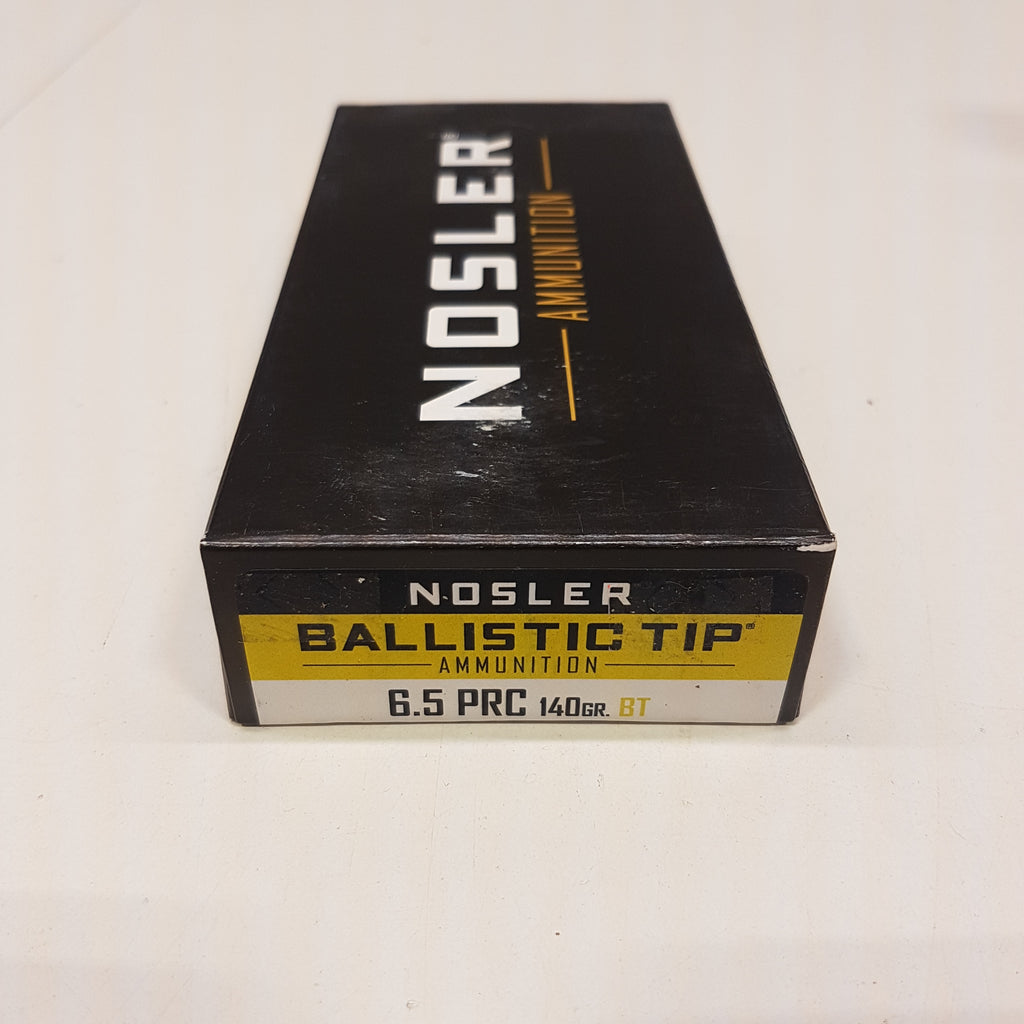 NOSLER®
AMMUNITION
NOSLER
BALLISTIC TIP®
AMMUNITION
6.5 PRC 140GR. BT